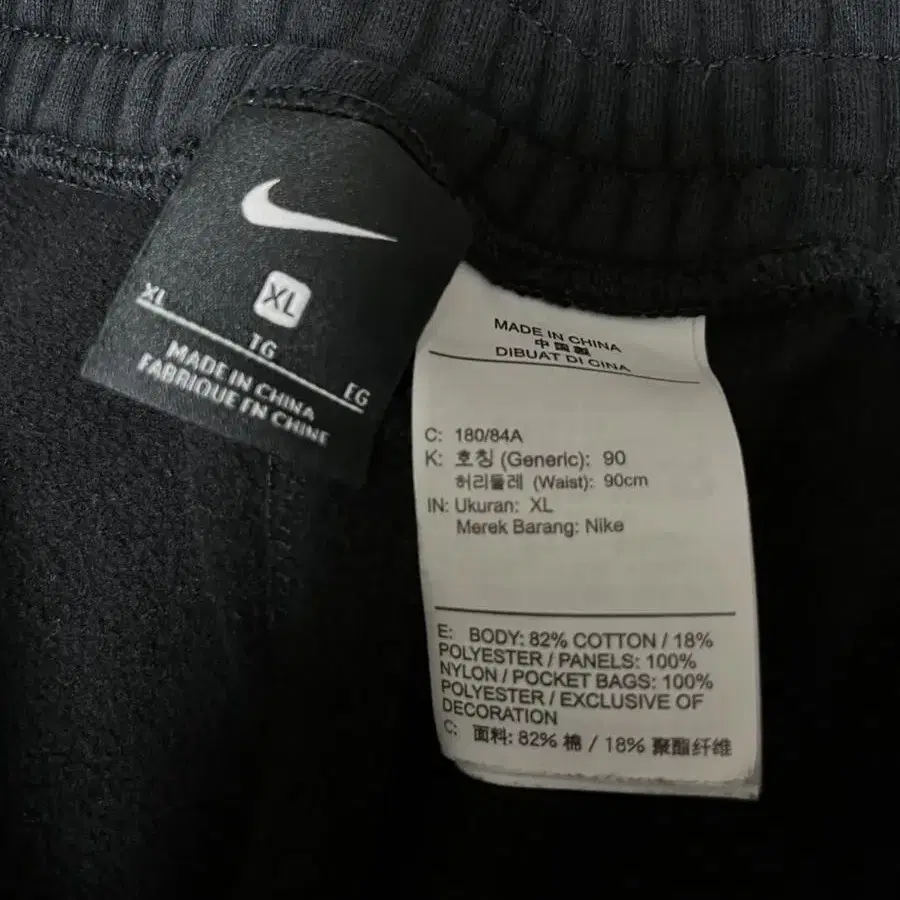 XL
XL
TG
EG
MADE IN CHINA
FABRIQUE EN CHINE
MADE IN CHINA
中國製
DIBUAT DI CINA
C: 180/84A
K: 호칭 (Generic): 90
허리둘레 (Waist): 90cm
IN: Ukuran: XL
Merek Barang: Nike
E: BODY: 82% COTTON / 18%
POLYESTER / PANELS: 100%
NYLON / POCKET BAGS: 100%
POLYESTER / EXCLUSIVE OF
DECORATION
C: 面料: 82% 棉 / 18% 聚酯纤维